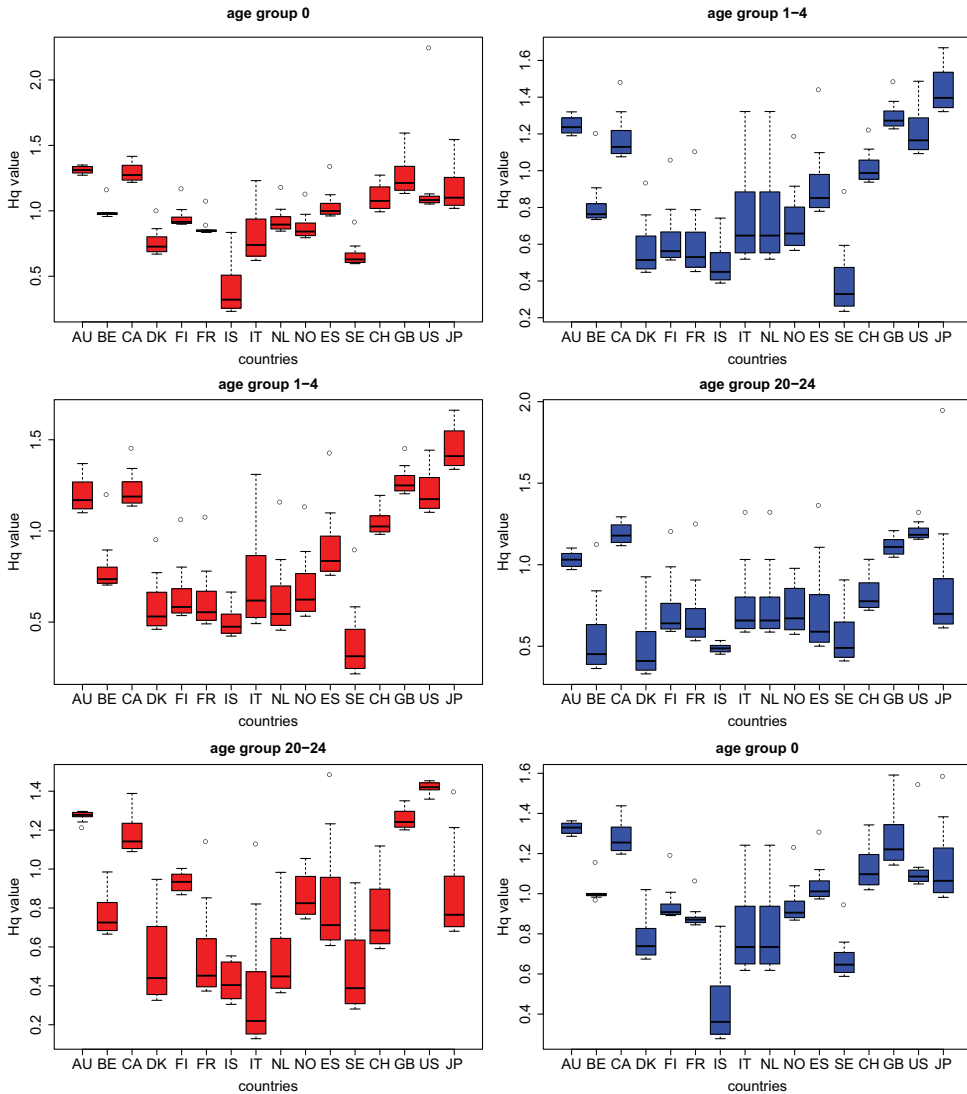 age group 0
Hq value
0.5 1.0 1.5 2.0
AU BE CA DK FI FR IS IT NL NO ES SE CH GB US JP
countries
age group 1−4
Hq value
0.2 0.4 0.6 0.8 1.0 1.2 1.4 1.6
AU BE CA DK FI FR IS IT NL NO ES SE CH GB US JP
countries
age group 1−4
Hq value
0.5 1.0 1.5
AU BE CA DK FI FR IS IT NL NO ES SE CH GB US JP
countries
age group 20−24
Hq value
0.5 1.0 1.5 2.0
AU BE CA DK FI FR IS IT NL NO ES SE CH GB US JP
countries
age group 20−24
Hq value
0.2 0.4 0.6 0.8 1.0 1.2 1.4
AU BE CA DK FI FR IS IT NL NO ES SE CH GB US JP
countries
age group 0
Hq value
0.4 0.6 0.8 1.0 1.2 1.4 1.6
AU BE CA DK FI FR IS IT NL NO ES SE CH GB US JP
countries